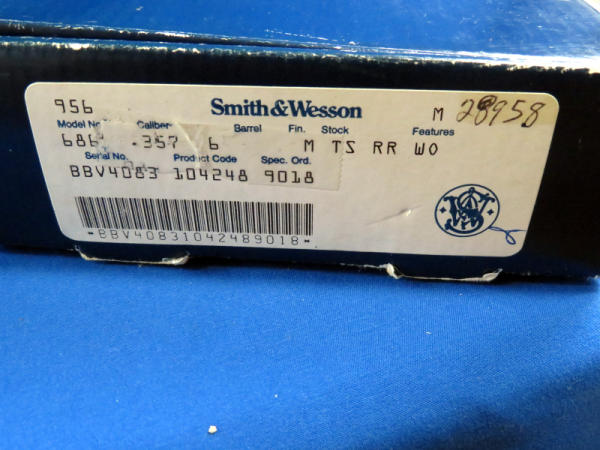 956 Smith & Wesson M 28958
Model No. Caliber Barrel Fin. Stock Features
686 .357 6 M TS RR WO
Serial No. Product Code Spec. Ord.
BBV4083 104248 9018
-BBV40831042489018-